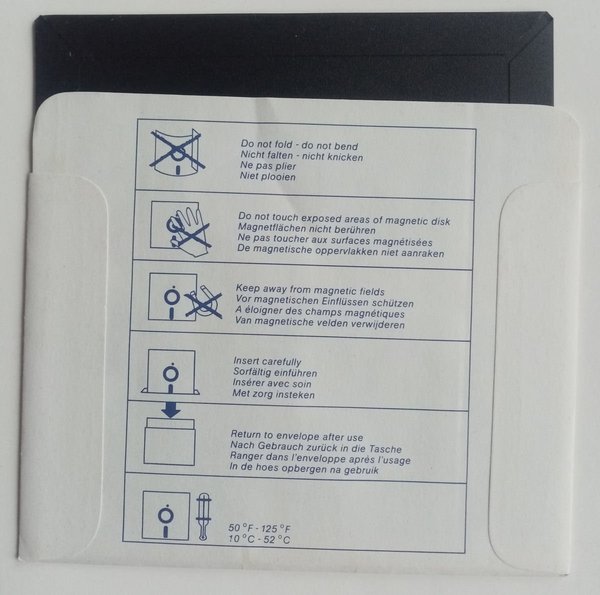 Do not fold - do not bend
Nicht falten - nicht knicken
Ne pas plier
Niet plooien
Do not touch exposed areas of magnetic disk
Magnetflächen nicht berühren
Ne pas toucher aux surfaces magnétisées
De magnetische oppervlakken niet aanraken
Keep away from magnetic fields
Vor magnetischen Einflüssen schützen
A éloigner des champs magnétiques
Van magnetische velden verwijderen
Insert carefully
Sorfältig einführen
Insérer avec soin
Met zorg insteken
Return to envelope after use
Nach Gebrauch zurück in die Tasche
Ranger dans l'enveloppe aprés l'usage
In de hoes opbergen na gebruik
50 °F - 125 °F
10 °C - 52 °C